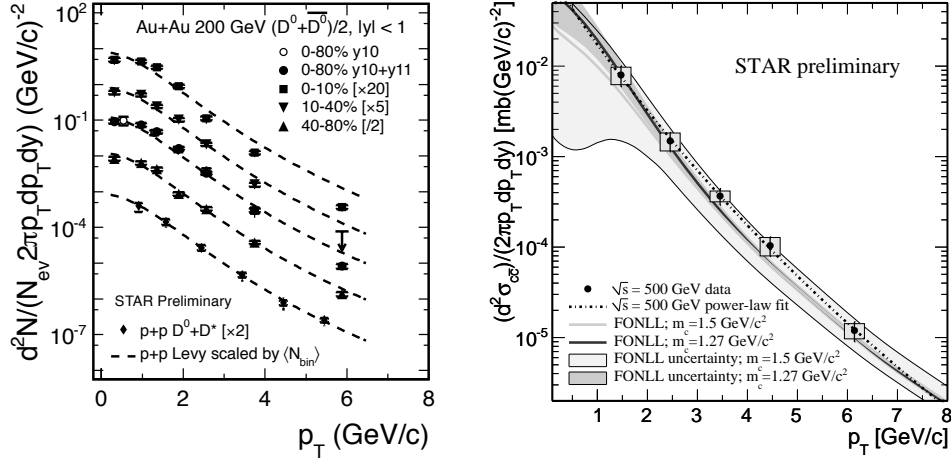 d²N/(N_ev 2πp_T dp_T dy) (GeV/c)⁻²
10²
10⁻¹
10⁻⁴
10⁻⁷
Au+Au 200 GeV (D⁰+D̅⁰)/2, |y| < 1
0-80% y10
0-80% y10+y11
0-10% [×20]
10-40% [×5]
40-80% [/2]
STAR Preliminary
p+p D⁰+D* [×2]
p+p Levy scaled by ⟨N_bin⟩
0 2 4 6 8
p_T (GeV/c)
(d²σ_cc̅)/(2πp_T dp_T dy) [mb(GeV/c)⁻²]
10⁻²
10⁻³
10⁻⁴
10⁻⁵
STAR preliminary
√s = 500 GeV data
√s = 500 GeV power-law fit
FONLL; m_c=1.5 GeV/c²
FONLL; m_c=1.27 GeV/c²
FONLL uncertainty; m_c=1.5 GeV/c²
FONLL uncertainty; m_c=1.27 GeV/c²
1 2 3 4 5 6 7 8
p_T [GeV/c]